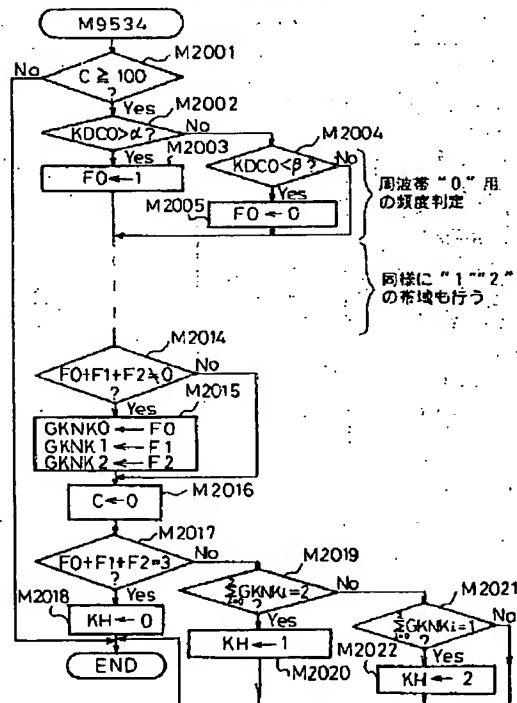 M9534
M2001
No
C ≧ 100
?
Yes
M2002
KDC0>α?
No
M2004
Yes
M2003
KDC0<β?
No
F0←1
Yes
M2005
F0 ← 0
周波帯"0"用
の頻度判定
同様に"1""2"
の帯域も行う
M2014
F0+F1+F2≠0
?
No
M2015
Yes
GKNK0 ← F0
GKNK1 ← F1
GKNK2 ← F2
C←0
M2016
M2017
F0+F1+F2=3
?
No
M2019
M2018
Yes
KH←0
ΣGKNKi=2
?
No
M2021
Yes
KH←1
M2020
ΣGKNKi=1
?
No
Yes
M2022
KH← 2
END